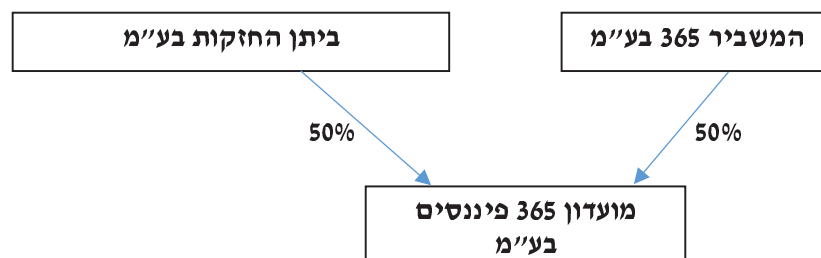 המשביר 365 בע״מ
ביתן החזקות בע״מ
50%
50%
מועדון 365 פיננסים
בע״מ